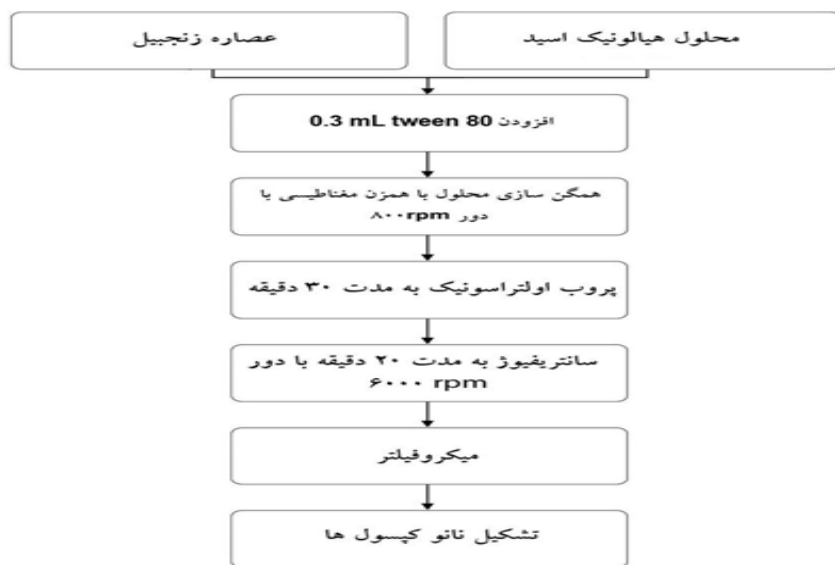 محلول هیالونیک اسید
عصاره زنجبیل
افزودن 0.3 mL tween 80
همگن سازی محلول با همزن مغناطیسی با
دور ۸۰۰rpm
پروب اولتراسونیک به مدت ۳۰ دقیقه
سانتریفیوژ به مدت ۲۰ دقیقه با دور
۶۰۰۰ rpm
میکروفیلتر
تشکیل نانو کپسول ها